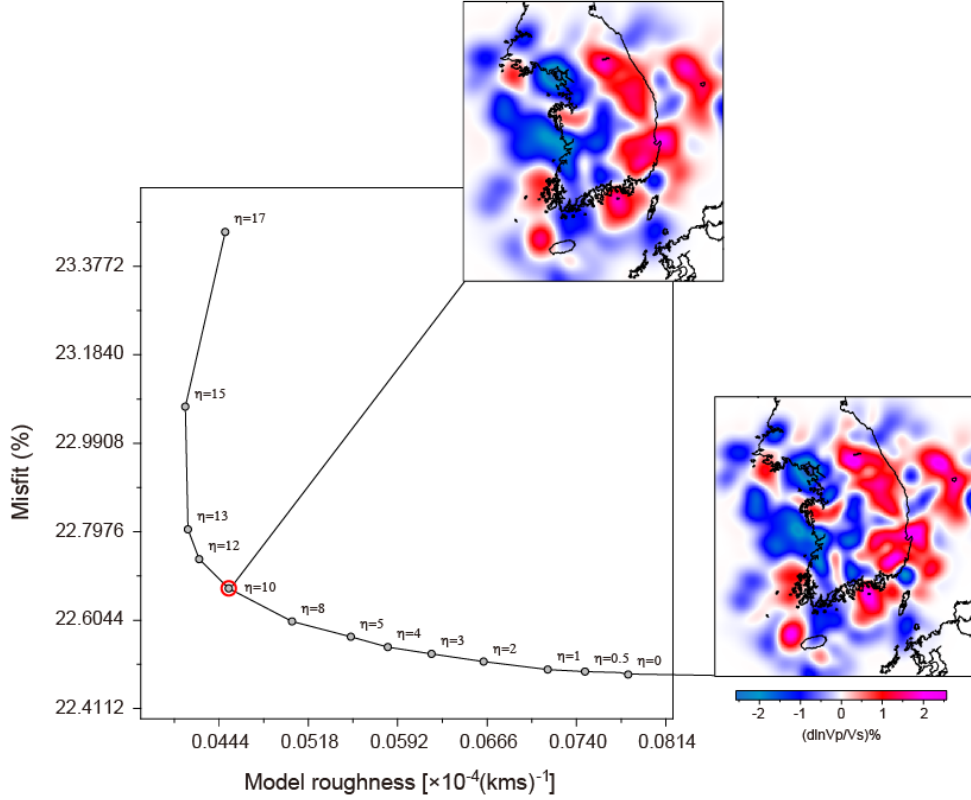 η=17
23.3772
23.1840
η=15
22.9908
Misfit (%)
η=13
22.7976
η=12
η=10
22.6044
η=8
η=5
η=4
η=3
η=2
η=1
η=0.5
η=0
22.4112
0.0444
0.0518
0.0592
0.0666
0.0740
0.0814
Model roughness [×10⁻⁴(kms)⁻¹]
-2
-1
0
1
2
(dlnVp/Vs)%